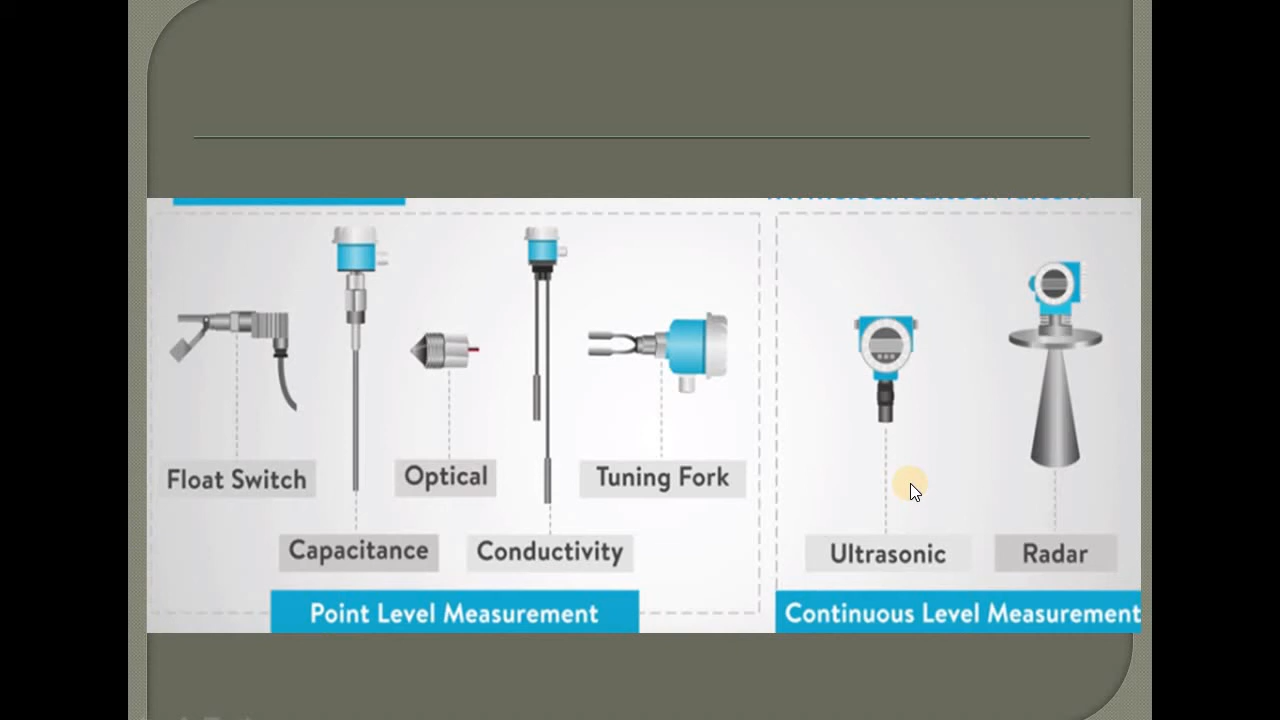 Float Switch
Optical
Tuning Fork
Capacitance
Conductivity
Ultrasonic
Radar
Point Level Measurement
Continuous Level Measurement